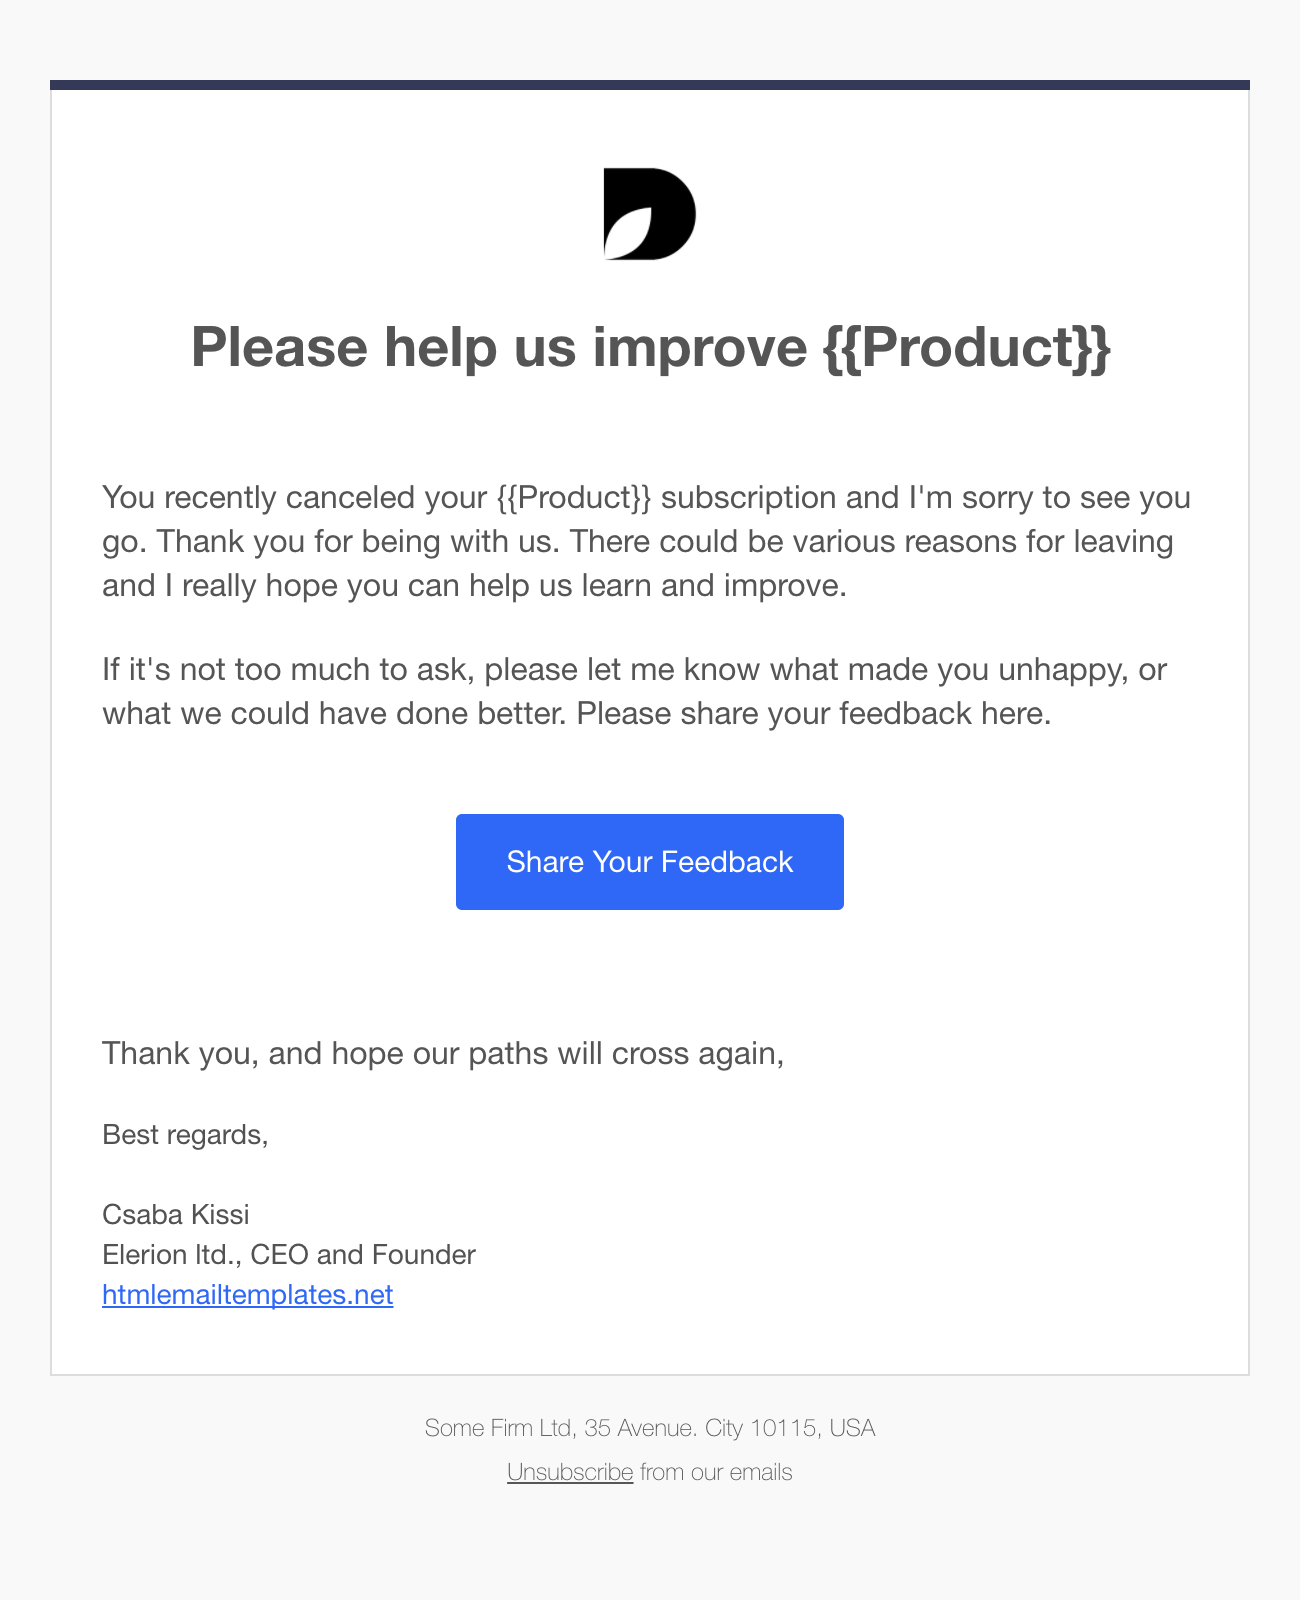 Please help us improve {{Product}}
You recently canceled your {{Product}} subscription and I'm sorry to see you
go. Thank you for being with us. There could be various reasons for leaving
and I really hope you can help us learn and improve.
If it's not too much to ask, please let me know what made you unhappy, or
what we could have done better. Please share your feedback here.
Share Your Feedback
Thank you, and hope our paths will cross again,
Best regards,
Csaba Kissi
Elerion ltd., CEO and Founder
htmlemailtemplates.net
Some Firm Ltd, 35 Avenue. City 10115, USA
Unsubscribe from our emails